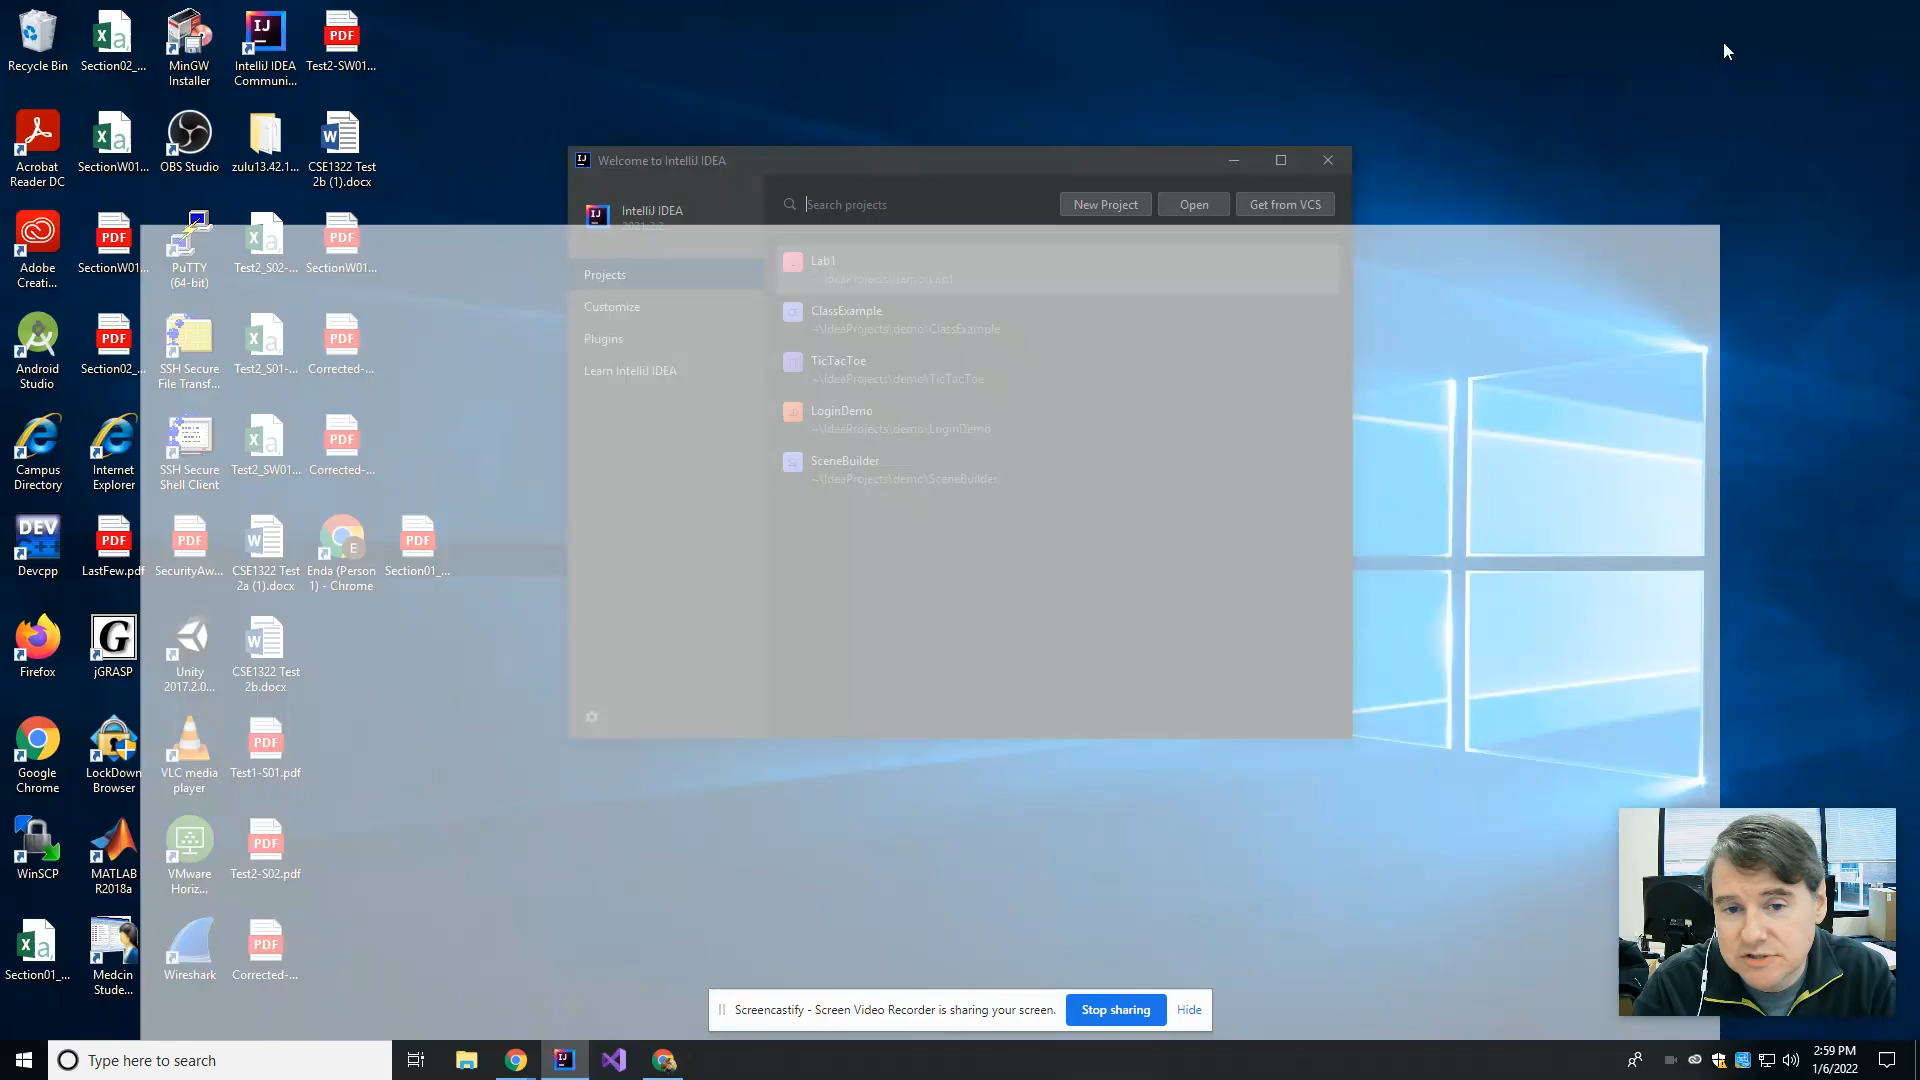 Recycle Bin
Section02_...
MinGW
Installer
IntelliJ IDEA
Communi...
Test2-SW01...
Acrobat
Reader DC
SectionW01...
OBS Studio
zulu13.42.1...
CSE1322 Test
2b (1).docx
Adobe
Creati...
SectionW01...
PuTTY
(64-bit)
Test2_S02-...
SectionW01...
Android
Studio
Section02_...
SSH Secure
File Transf...
Test2_S01-...
Corrected-...
Campus
Directory
Internet
Explorer
SSH Secure
Shell Client
Test2_SW01...
Corrected-...
Devcpp
LastFew.pdf
SecurityAw...
CSE1322 Test
2a (1).docx
Enda (Person
1) - Chrome
Section01_...
Firefox
jGRASP
Unity
2017.2.0...
CSE1322 Test
2b.docx
Google
Chrome
LockDown
Browser
VLC media
player
Test1-S01.pdf
WinSCP
MATLAB
R2018a
VMware
Horiz...
Test2-S02.pdf
Section01_...
Medcin
Stude...
Wireshark
Corrected-...
Welcome to IntelliJ IDEA
IntelliJ IDEA
2021.2.2
Search projects
New Project
Open
Get from VCS
Projects
Customize
Plugins
Learn IntelliJ IDEA
Lab1
~\IdeaProjects\demo\Lab1
ClassExample
~\IdeaProjects\demo\ClassExample
TicTacToe
~\IdeaProjects\demo\TicTacToe
LoginDemo
~\IdeaProjects\demo\LoginDemo
SceneBuilder
~\IdeaProjects\demo\SceneBuilder
Screencastify - Screen Video Recorder is sharing your screen.
Stop sharing
Hide
Type here to search
2:59 PM
1/6/2022